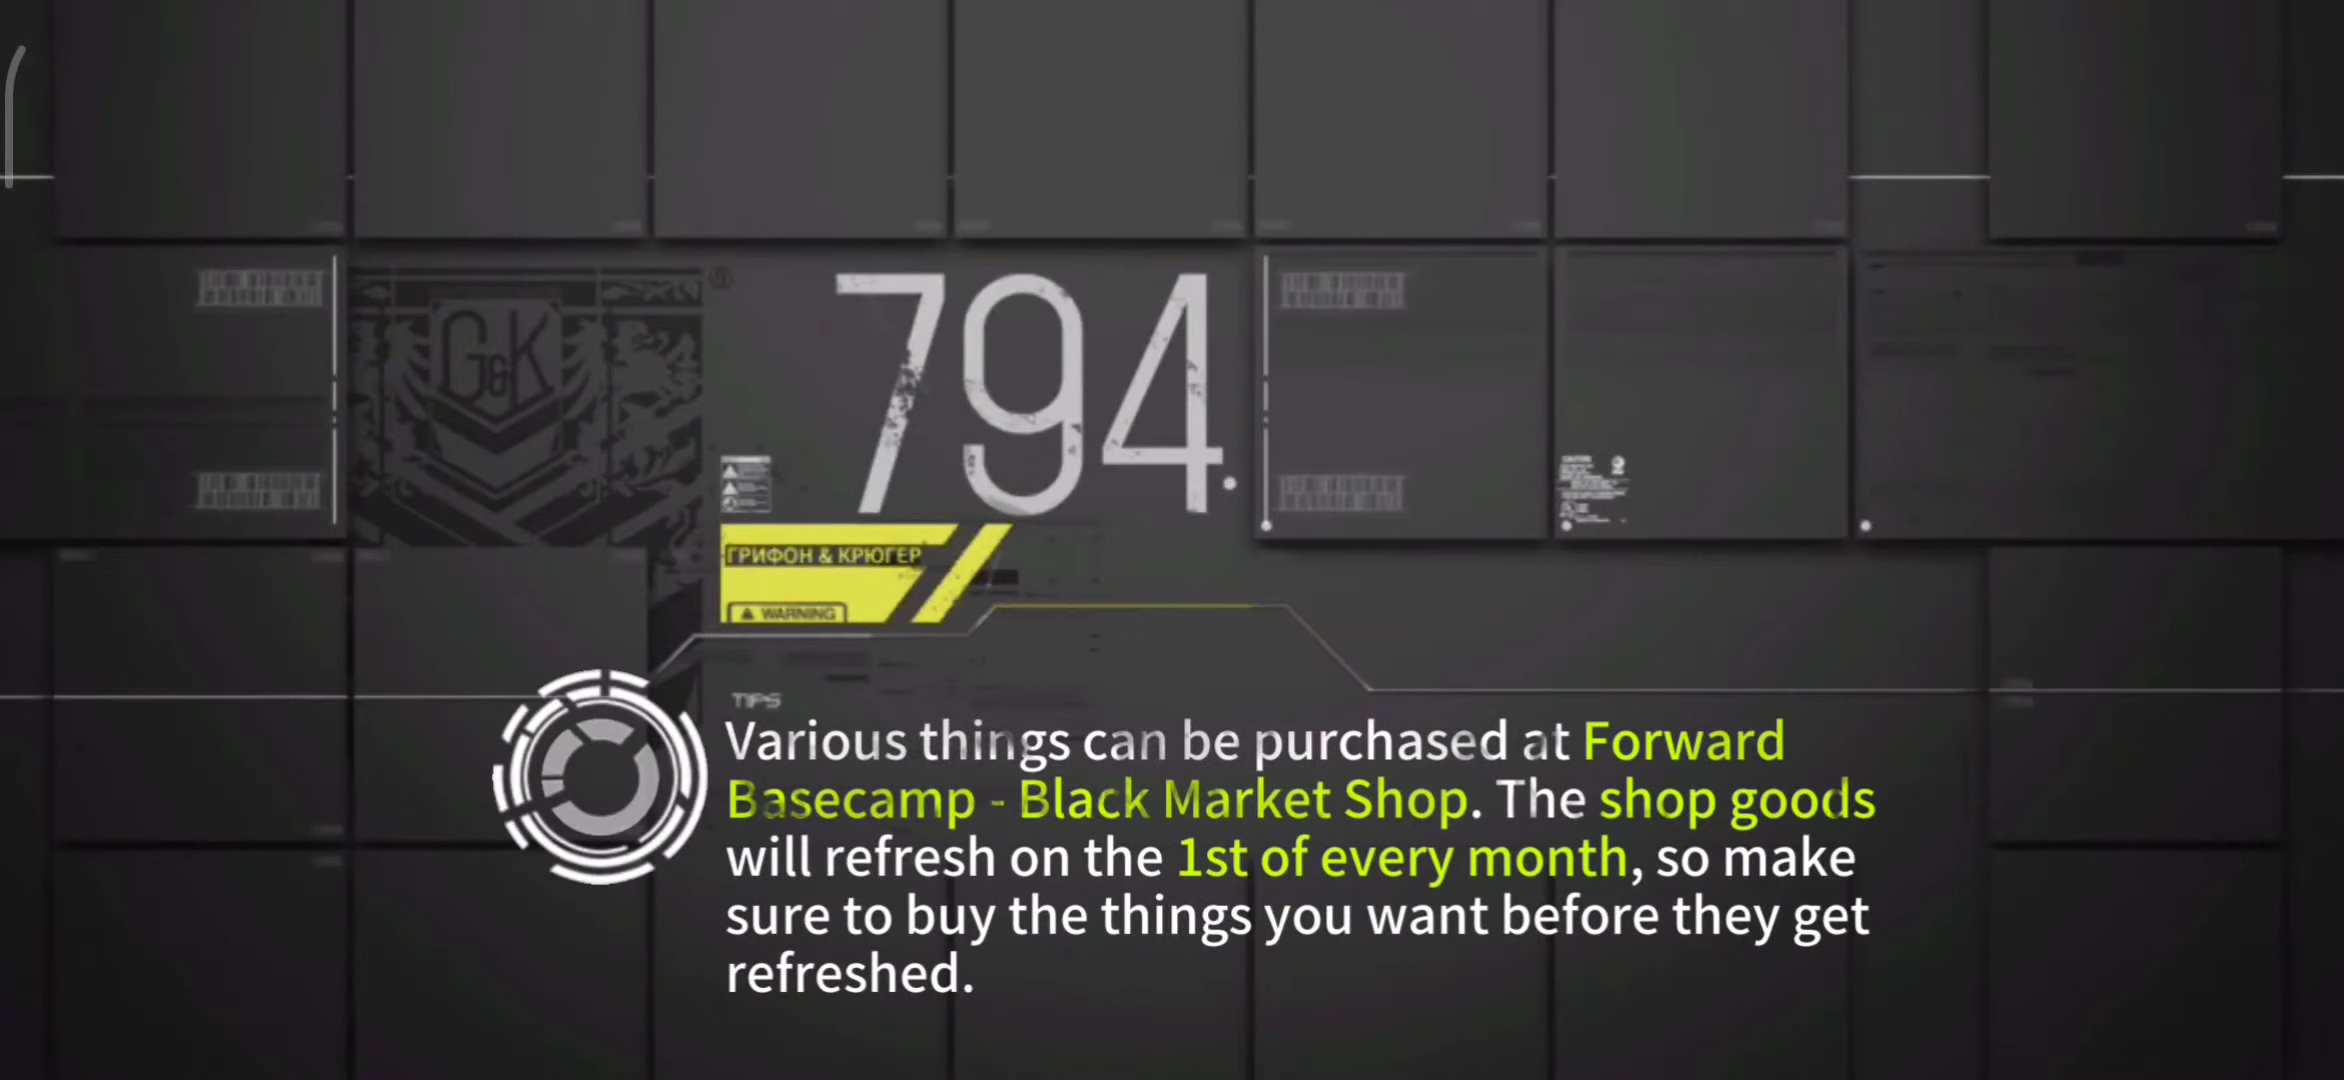 G&K
794.
ГРИФОН & КРЮГЕР
WARNING
TIPS
Various things can be purchased at Forward
Basecamp - Black Market Shop. The shop goods
will refresh on the 1st of every month, so make
sure to buy the things you want before they get
refreshed.